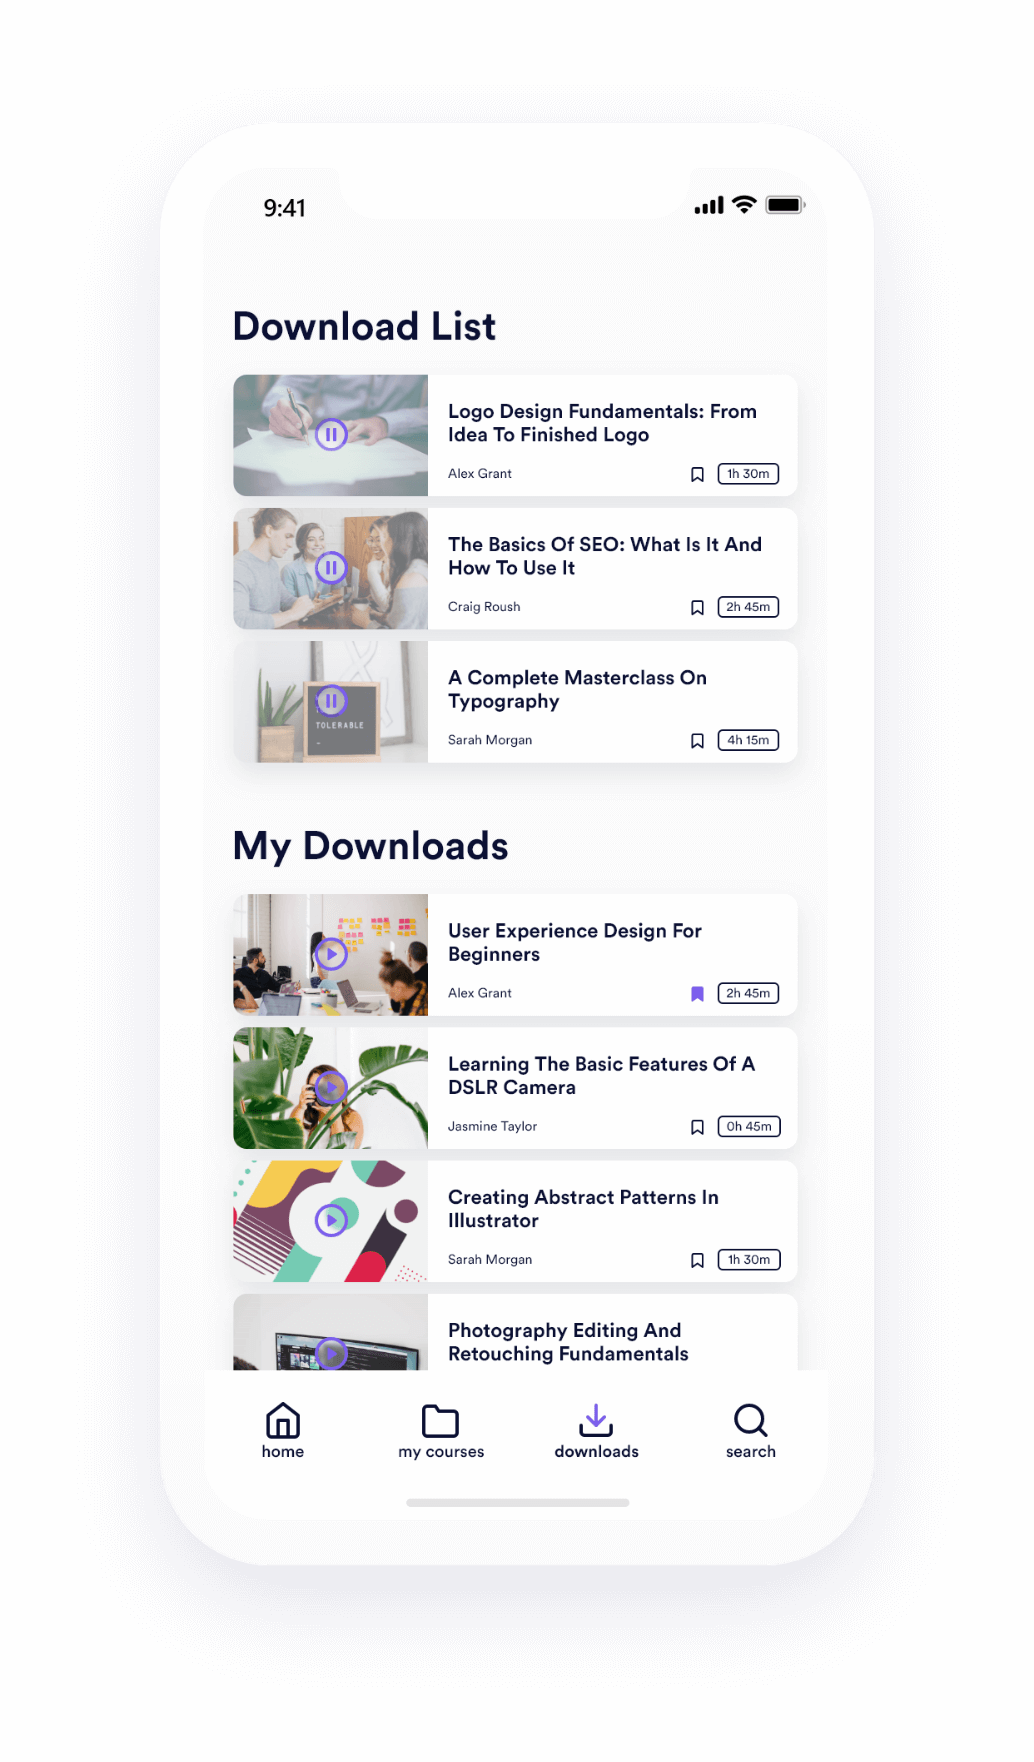 9:41
Download List
Logo Design Fundamentals: From
Idea To Finished Logo
Alex Grant
1h 30m
The Basics Of SEO: What Is It And
How To Use It
Craig Roush
2h 45m
TOLERABLE
A Complete Masterclass On
Typography
Sarah Morgan
4h 15m
My Downloads
User Experience Design For
Beginners
Alex Grant
2h 45m
Learning The Basic Features Of A
DSLR Camera
Jasmine Taylor
0h 45m
Creating Abstract Patterns In
Illustrator
Sarah Morgan
1h 30m
Photography Editing And
Retouching Fundamentals
home
my courses
downloads
search